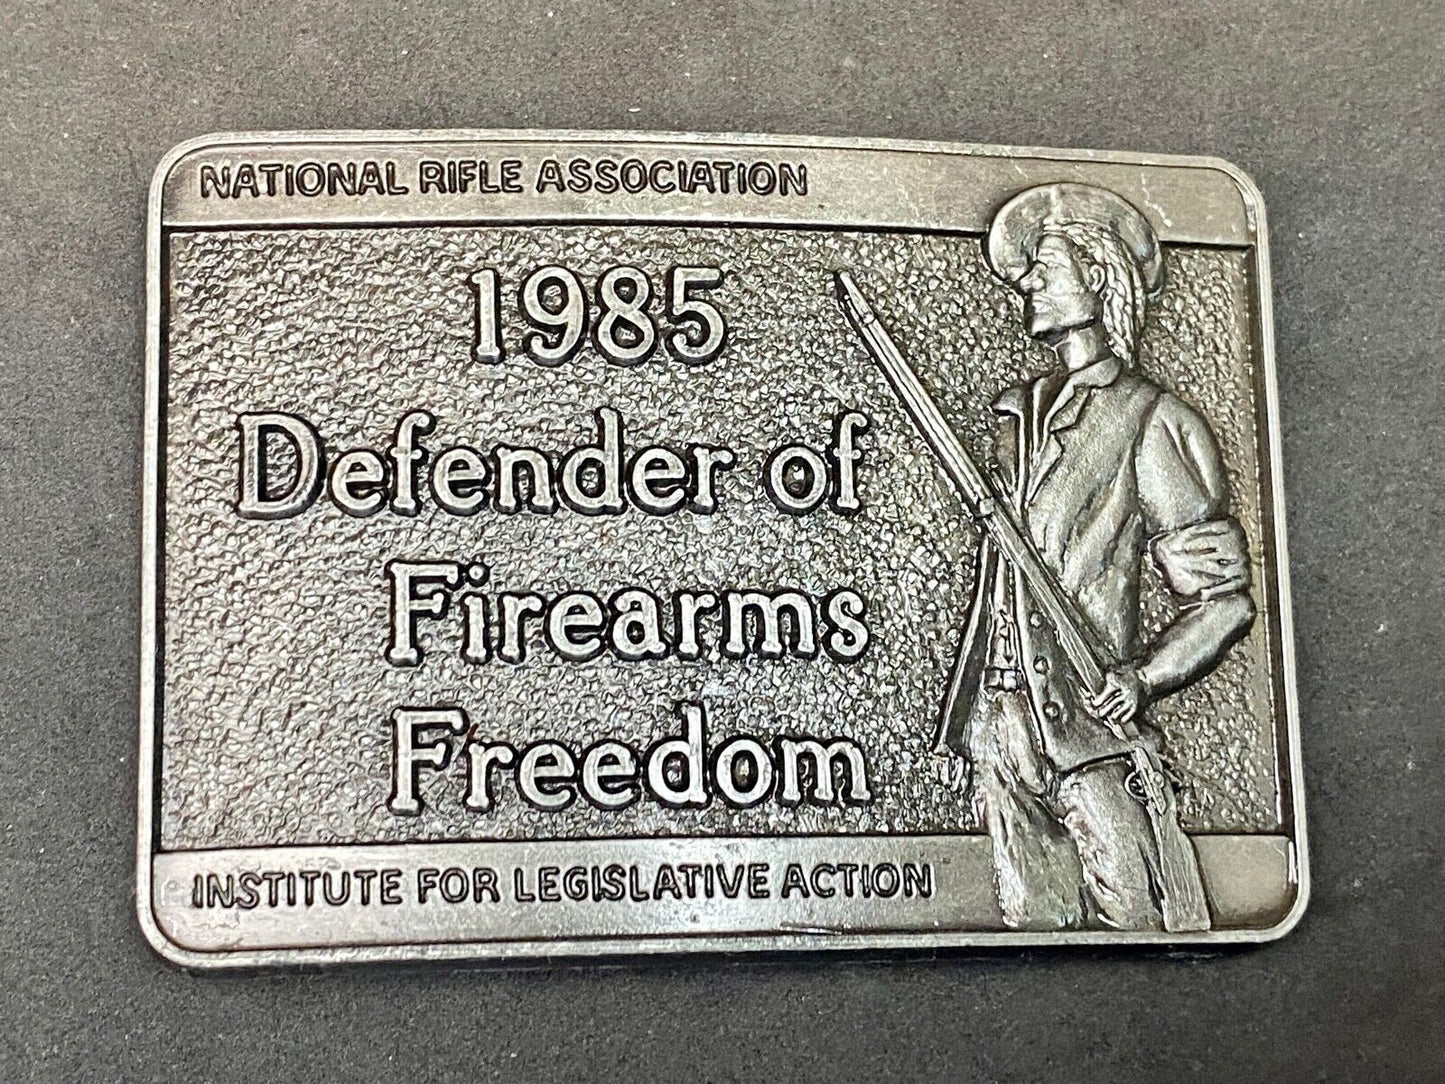 NATIONAL RIFLE ASSOCIATION
1985
Defender of
Firearms
Freedom
INSTITUTE FOR LEGISLATIVE ACTION